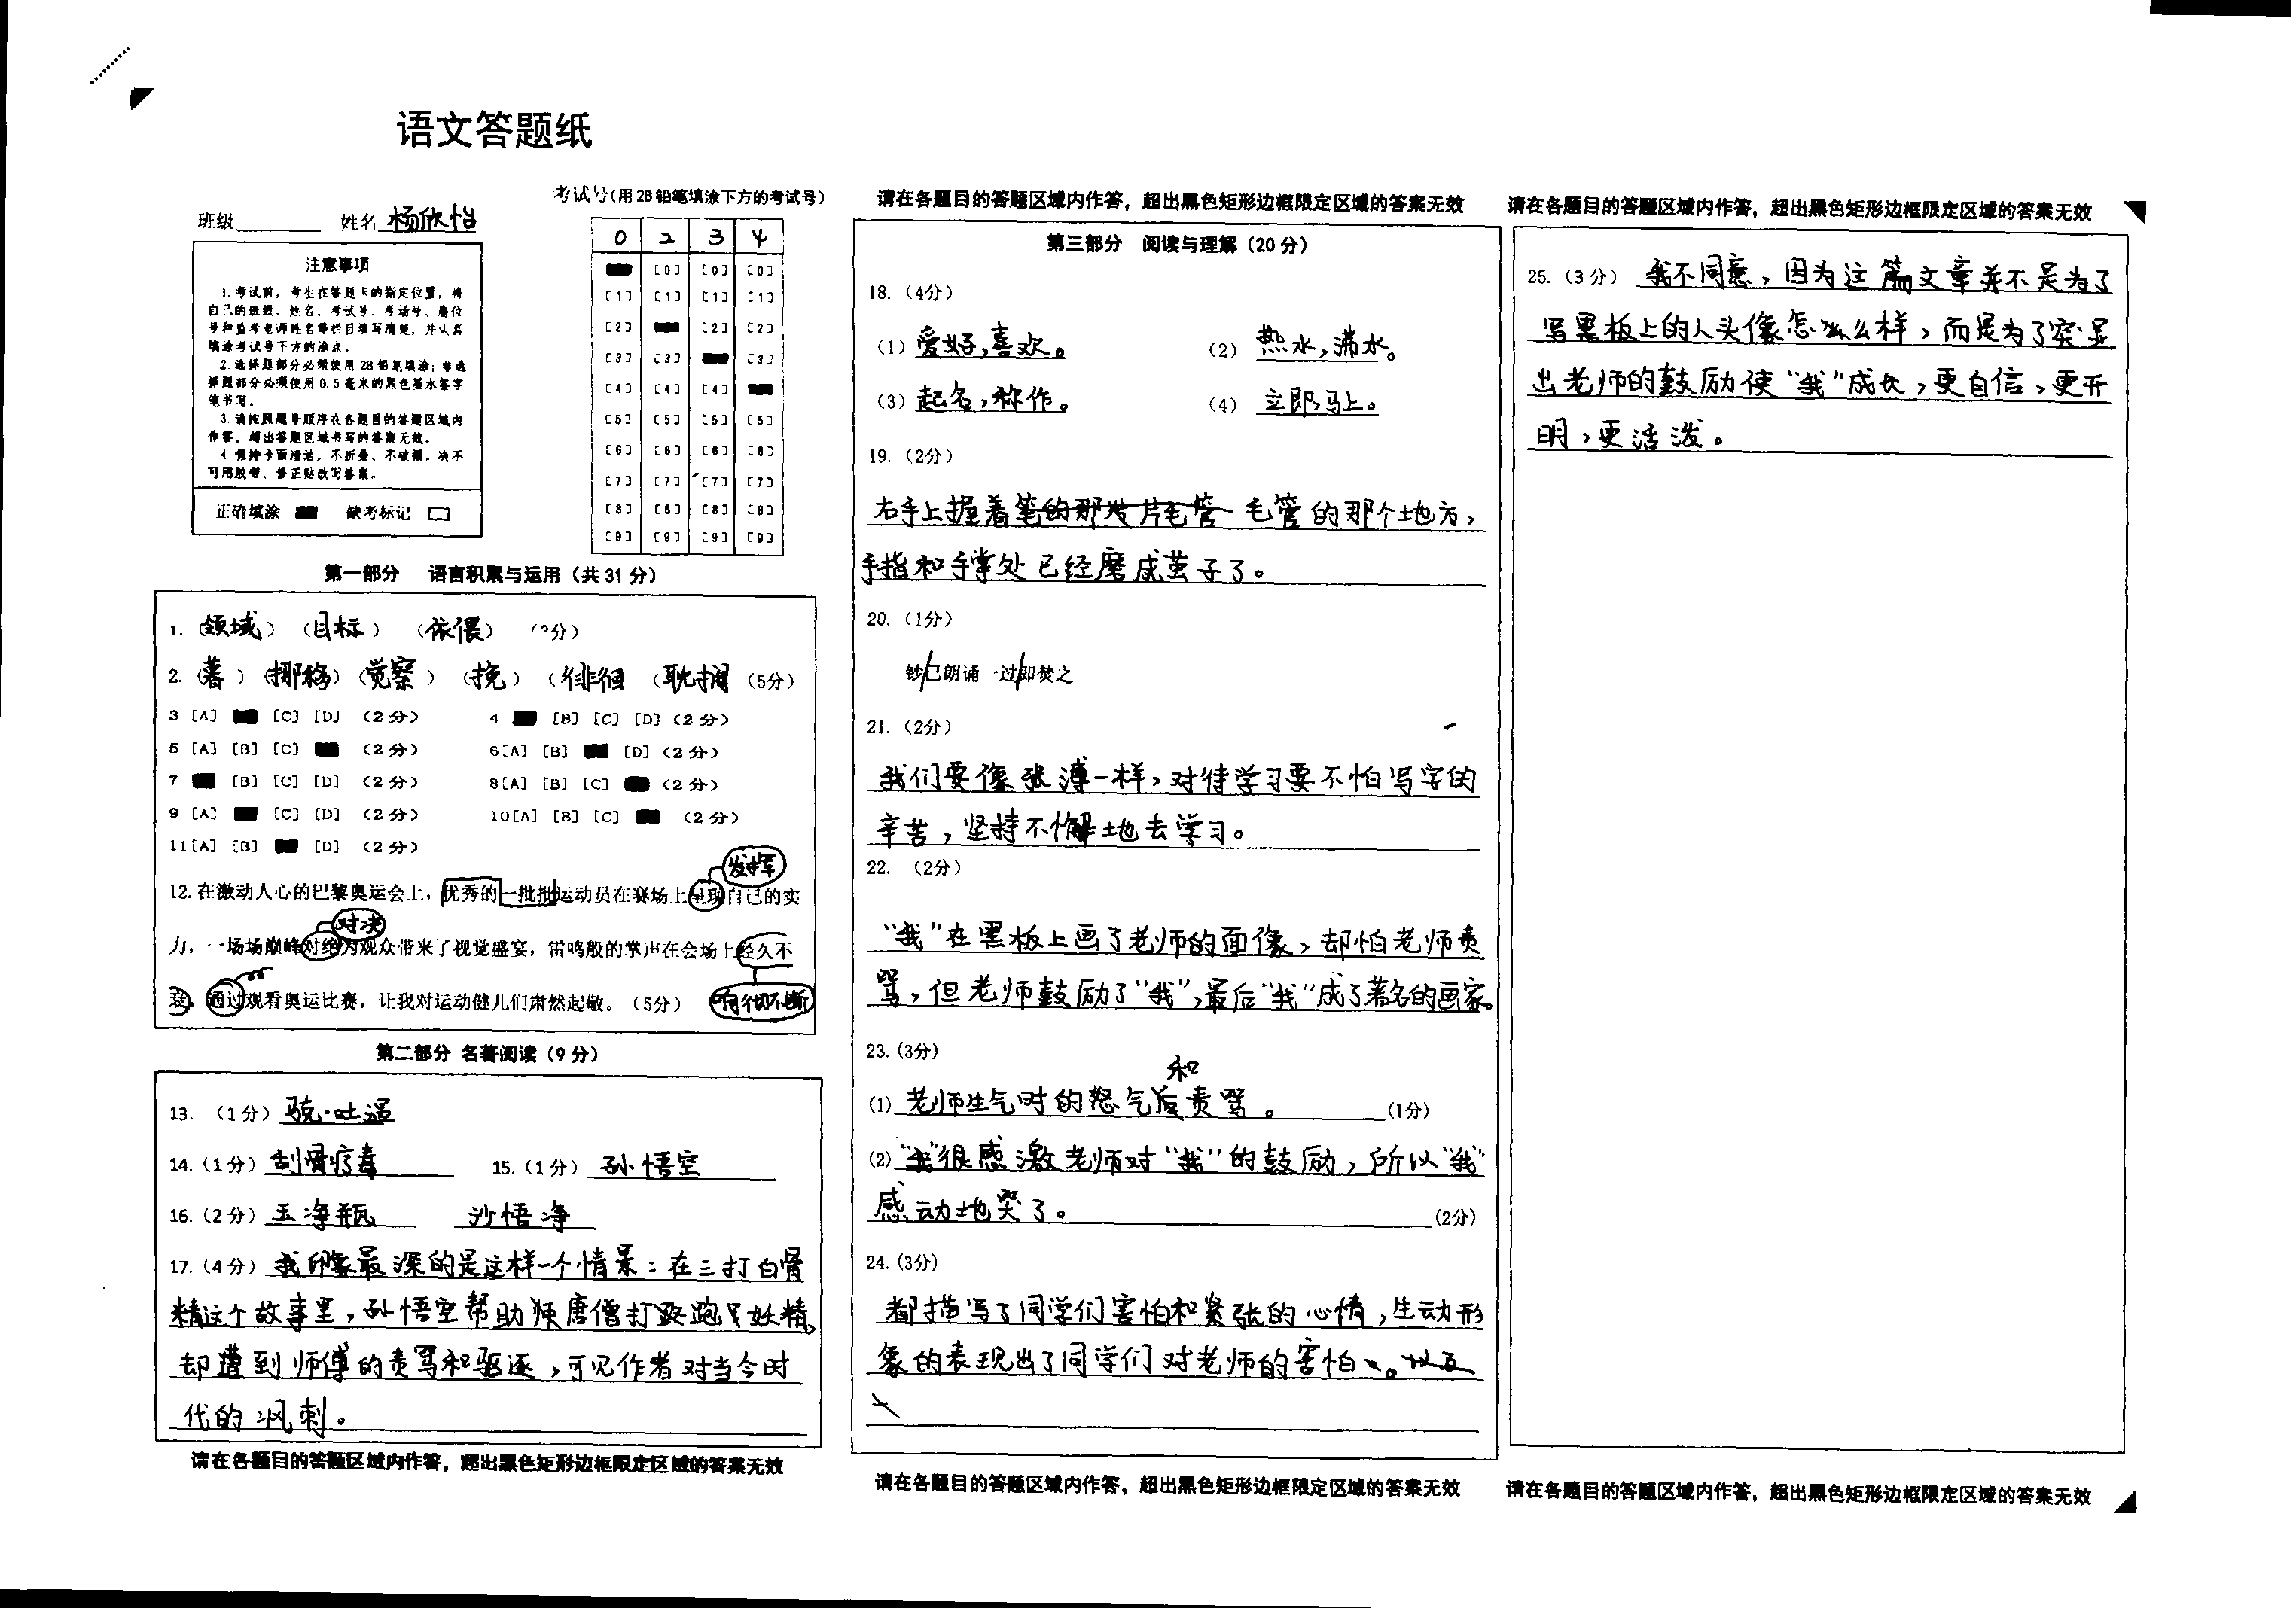 语文答题纸
班级 姓名 杨欣怡
考试号(用2B铅笔填涂下方的考试号)
0 2 3 4
[0] [0] [0]
[1] [1] [1] [1]
[2] [2] [2]
[3] [3] [3]
[4] [4] [4]
[5] [5] [5] [5]
[6] [6] [6] [6]
[7] [7] [7] [7]
[8] [8] [8] [8]
[9] [9] [9] [9]
注意事项
1.考试前,考生在答题卡的指定位置,将
自己的班级、姓名、考试号、考场号、座位
号和监考老师姓名等栏目填写清楚,并认真
填涂考试号下方的涂点。
2.选择题部分必须使用2B铅笔填涂;非选
择题部分必须使用0.5毫米的黑色墨水签字
笔书写。
3.请按照题号顺序在各题目的答题区域内
作答,超出答题区域书写的答案无效。
4 保持卡面清洁,不折叠、不破损。决不
可用胶带、修正贴改写答案。
正确填涂 缺考标记
第一部分 语言积累与运用(共31分)
1.(领域)(目标)(依偎)
2.(著)(挪移)(觉察)(挽)(徘徊 (耽搁(5分)
3 [A] [C] [D] (2分) 4 [B] [C] [D](2分)
5 [A] [B] [C] (2分) 6[A] [B] [D](2分)
7 [B] [C] [D] (2分) 8[A] [B] [C] (2分)
9 [A] [C] [D] (2分) 10[A] [B] [C] (2分)
11[A] [B] [D] (2分)
发挥
12.在激动人心的巴黎奥运会上,优秀的一批批运动员在赛场上呈现自己的实
对决
力,一场场巅峰对绝为观众带来了视觉盛宴,雷鸣般的掌声在会场上经久不
衰。通过观看奥运比赛,让我对运动健儿们肃然起敬。(5分) 响彻不断
第二部分 名著阅读(9分)
13.(1分)骁·吐温
14.(1分)刮骨疗毒 15.(1分)孙悟空
16.(2分)玉净瓶 沙悟净
17.(4分)我印象最深的是这样一个情景:在三打白骨
精这个故事里,孙悟空帮助 唐僧打 跑 妖精,
却遭到师傅的责骂和驱逐,可见作者对当今时
代的讽刺。
请在各题目的答题区域内作答,超出黑色矩形边框限定区域的答案无效
请在各题目的答题区域内作答,超出黑色矩形边框限定区域的答案无效
第三部分 阅读与理解(20分)
18.(4分)
(1)爱好,喜欢。 (2)热水,沸水。
(3)起名,称作。 (4)立即,马上。
19.(2分)
右手上握着笔的那 片毛管 毛管的那个地方,
手指和手掌处已经磨成茧子了。
20.(1分)
钞/已朗诵一过/即焚之
21.(2分)
我们要像张溥一样,对待学习要不怕写字的
辛苦,坚持不懈地去学习。
22.(2分)
“我”在黑板上画了老师的面像,却怕老师责
骂,但老师鼓励了“我”,最后“我”成了著名的画家。
23.(3分)
和
(1)老师生气时的怒气 责骂。(1分)
(2)“我”很感激老师对“我”的鼓励,所以“我”
感动地哭了。(2分)
24.(3分)
都描写了同学们害怕和紧张的心情,生动形
象的表现出了同学们对老师的害怕 。
请在各题目的答题区域内作答,超出黑色矩形边框限定区域的答案无效
请在各题目的答题区域内作答,超出黑色矩形边框限定区域的答案无效
25.(3分)我不同意,因为这篇文章并不是为了
写黑板上的人头像怎么么样,而是为了突显
出老师的鼓励使“我”成长,更自信,更开
明,更活泼。
请在各题目的答题区域内作答,超出黑色矩形边框限定区域的答案无效